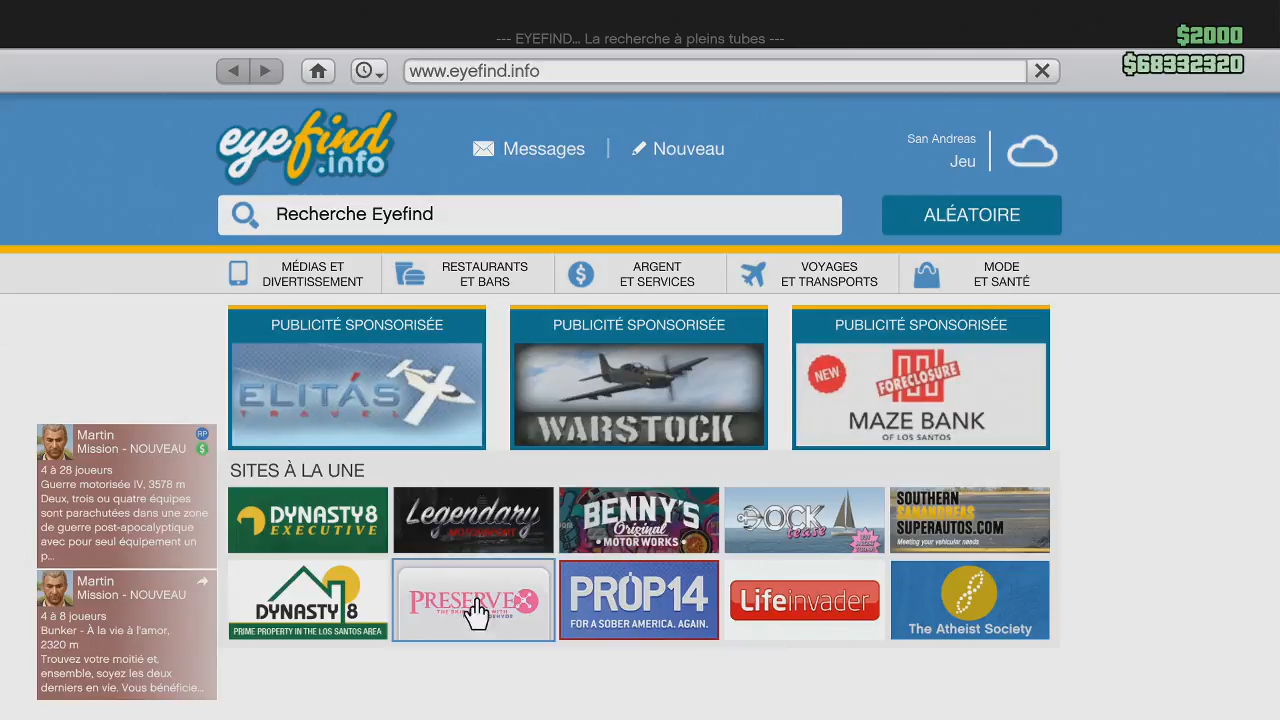 --- EYEFIND... La recherche à pleins tubes ---
$2000
$68332320
www.eyefind.info
eyefind
.info
Messages
Nouveau
San Andreas
Jeu
Recherche Eyefind
ALÉATOIRE
MÉDIAS ET
DIVERTISSEMENT
RESTAURANTS
ET BARS
ARGENT
ET SERVICES
VOYAGES
ET TRANSPORTS
MODE
ET SANTÉ
PUBLICITÉ SPONSORISÉE
ELITÁS
TRAVEL
PUBLICITÉ SPONSORISÉE
WARSTOCK
PUBLICITÉ SPONSORISÉE
NEW
FORECLOSURE
MAZE BANK
OF LOS SANTOS
SITES À LA UNE
DYNASTY 8
EXECUTIVE
Legendary
MOTORSPORT
BENNY'S
Original
MOTOR WORKS
DOCK
tease
SOUTHERN
SANANDREAS
SUPERAUTOS.COM
Meeting your vehicular needs
DYNASTY 8
PRIME PROPERTY IN THE LOS SANTOS AREA
PRESERVEX
PROP14
FOR A SOBER AMERICA. AGAIN.
Lifeinvader
The Atheist Society
Martin
RP
Mission - NOUVEAU
$
4 à 28 joueurs
Guerre motorisée IV, 3578 m
Deux, trois ou quatre équipes
sont parachutées dans une zone
de guerre post-apocalyptique
avec pour seul équipement un
p...
Martin
Mission - NOUVEAU
4 à 8 joueurs
Bunker - À la vie à l'amor,
2320 m
Trouvez votre moitié et,
ensemble, soyez les deux
derniers en vie. Vous bénéficie...